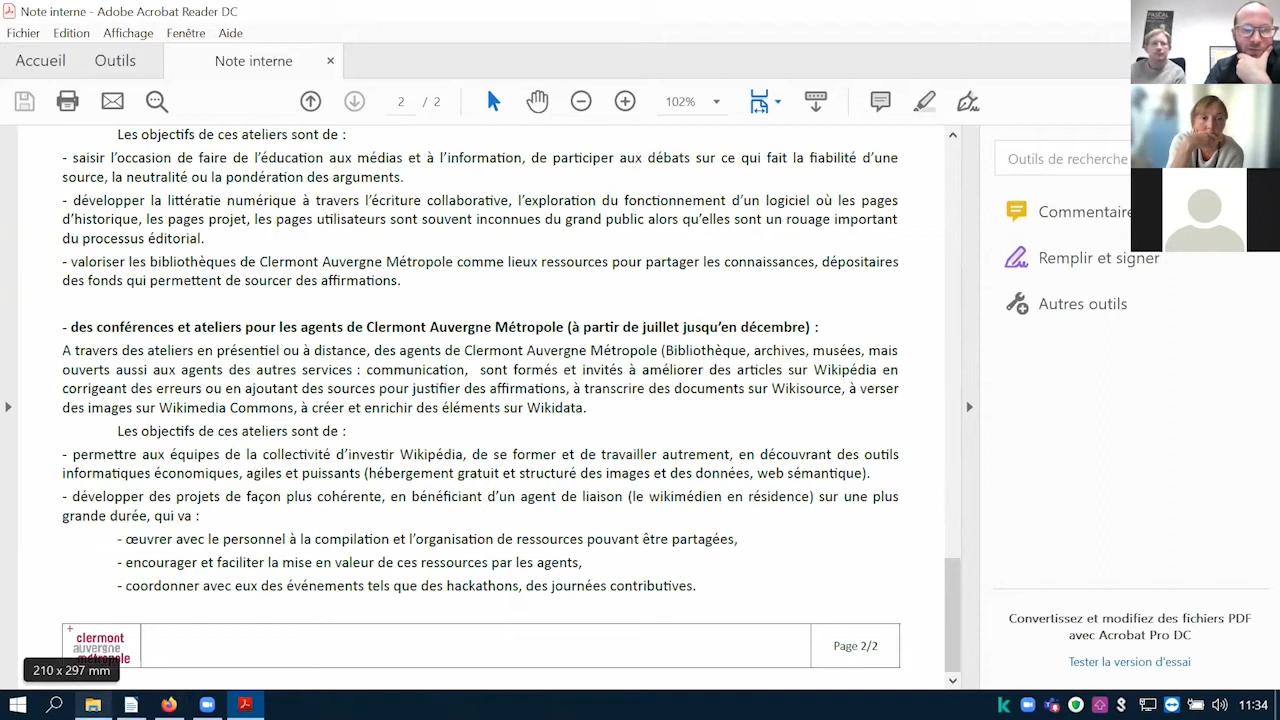 Note interne - Adobe Acrobat Reader DC
Fichier Edition Affichage Fenêtre Aide
Accueil Outils Note interne ×
2 / 2 102%
Les objectifs de ces ateliers sont de :
- saisir l’occasion de faire de l’éducation aux médias et à l’information, de participer aux débats sur ce qui fait la fiabilité d’une
source, la neutralité ou la pondération des arguments.
- développer la littératie numérique à travers l’écriture collaborative, l’exploration du fonctionnement d’un logiciel où les pages
d’historique, les pages projet, les pages utilisateurs sont souvent inconnues du grand public alors qu’elles sont un rouage important
du processus éditorial.
- valoriser les bibliothèques de Clermont Auvergne Métropole comme lieux ressources pour partager les connaissances, dépositaires
des fonds qui permettent de sourcer des affirmations.
- des conférences et ateliers pour les agents de Clermont Auvergne Métropole (à partir de juillet jusqu’en décembre) :
A travers des ateliers en présentiel ou à distance, des agents de Clermont Auvergne Métropole (Bibliothèque, archives, musées, mais
ouverts aussi aux agents des autres services : communication, sont formés et invités à améliorer des articles sur Wikipédia en
corrigeant des erreurs ou en ajoutant des sources pour justifier des affirmations, à transcrire des documents sur Wikisource, à verser
des images sur Wikimedia Commons, à créer et enrichir des éléments sur Wikidata.
Les objectifs de ces ateliers sont de :
- permettre aux équipes de la collectivité d’investir Wikipédia, de se former et de travailler autrement, en découvrant des outils
informatiques économiques, agiles et puissants (hébergement gratuit et structuré des images et des données, web sémantique).
- développer des projets de façon plus cohérente, en bénéficiant d’un agent de liaison (le wikimédien en résidence) sur une plus
grande durée, qui va :
- œuvrer avec le personnel à la compilation et l’organisation de ressources pouvant être partagées,
- encourager et faciliter la mise en valeur de ces ressources par les agents,
- coordonner avec eux des événements tels que des hackathons, des journées contributives.
clermont
auvergne
métropole
Page 2/2
210 x 297 mm
Outils de recherche
Commentaire
Remplir et signer
Autres outils
Convertissez et modifiez des fichiers PDF
avec Acrobat Pro DC
Tester la version d'essai
PASCAL
11:34